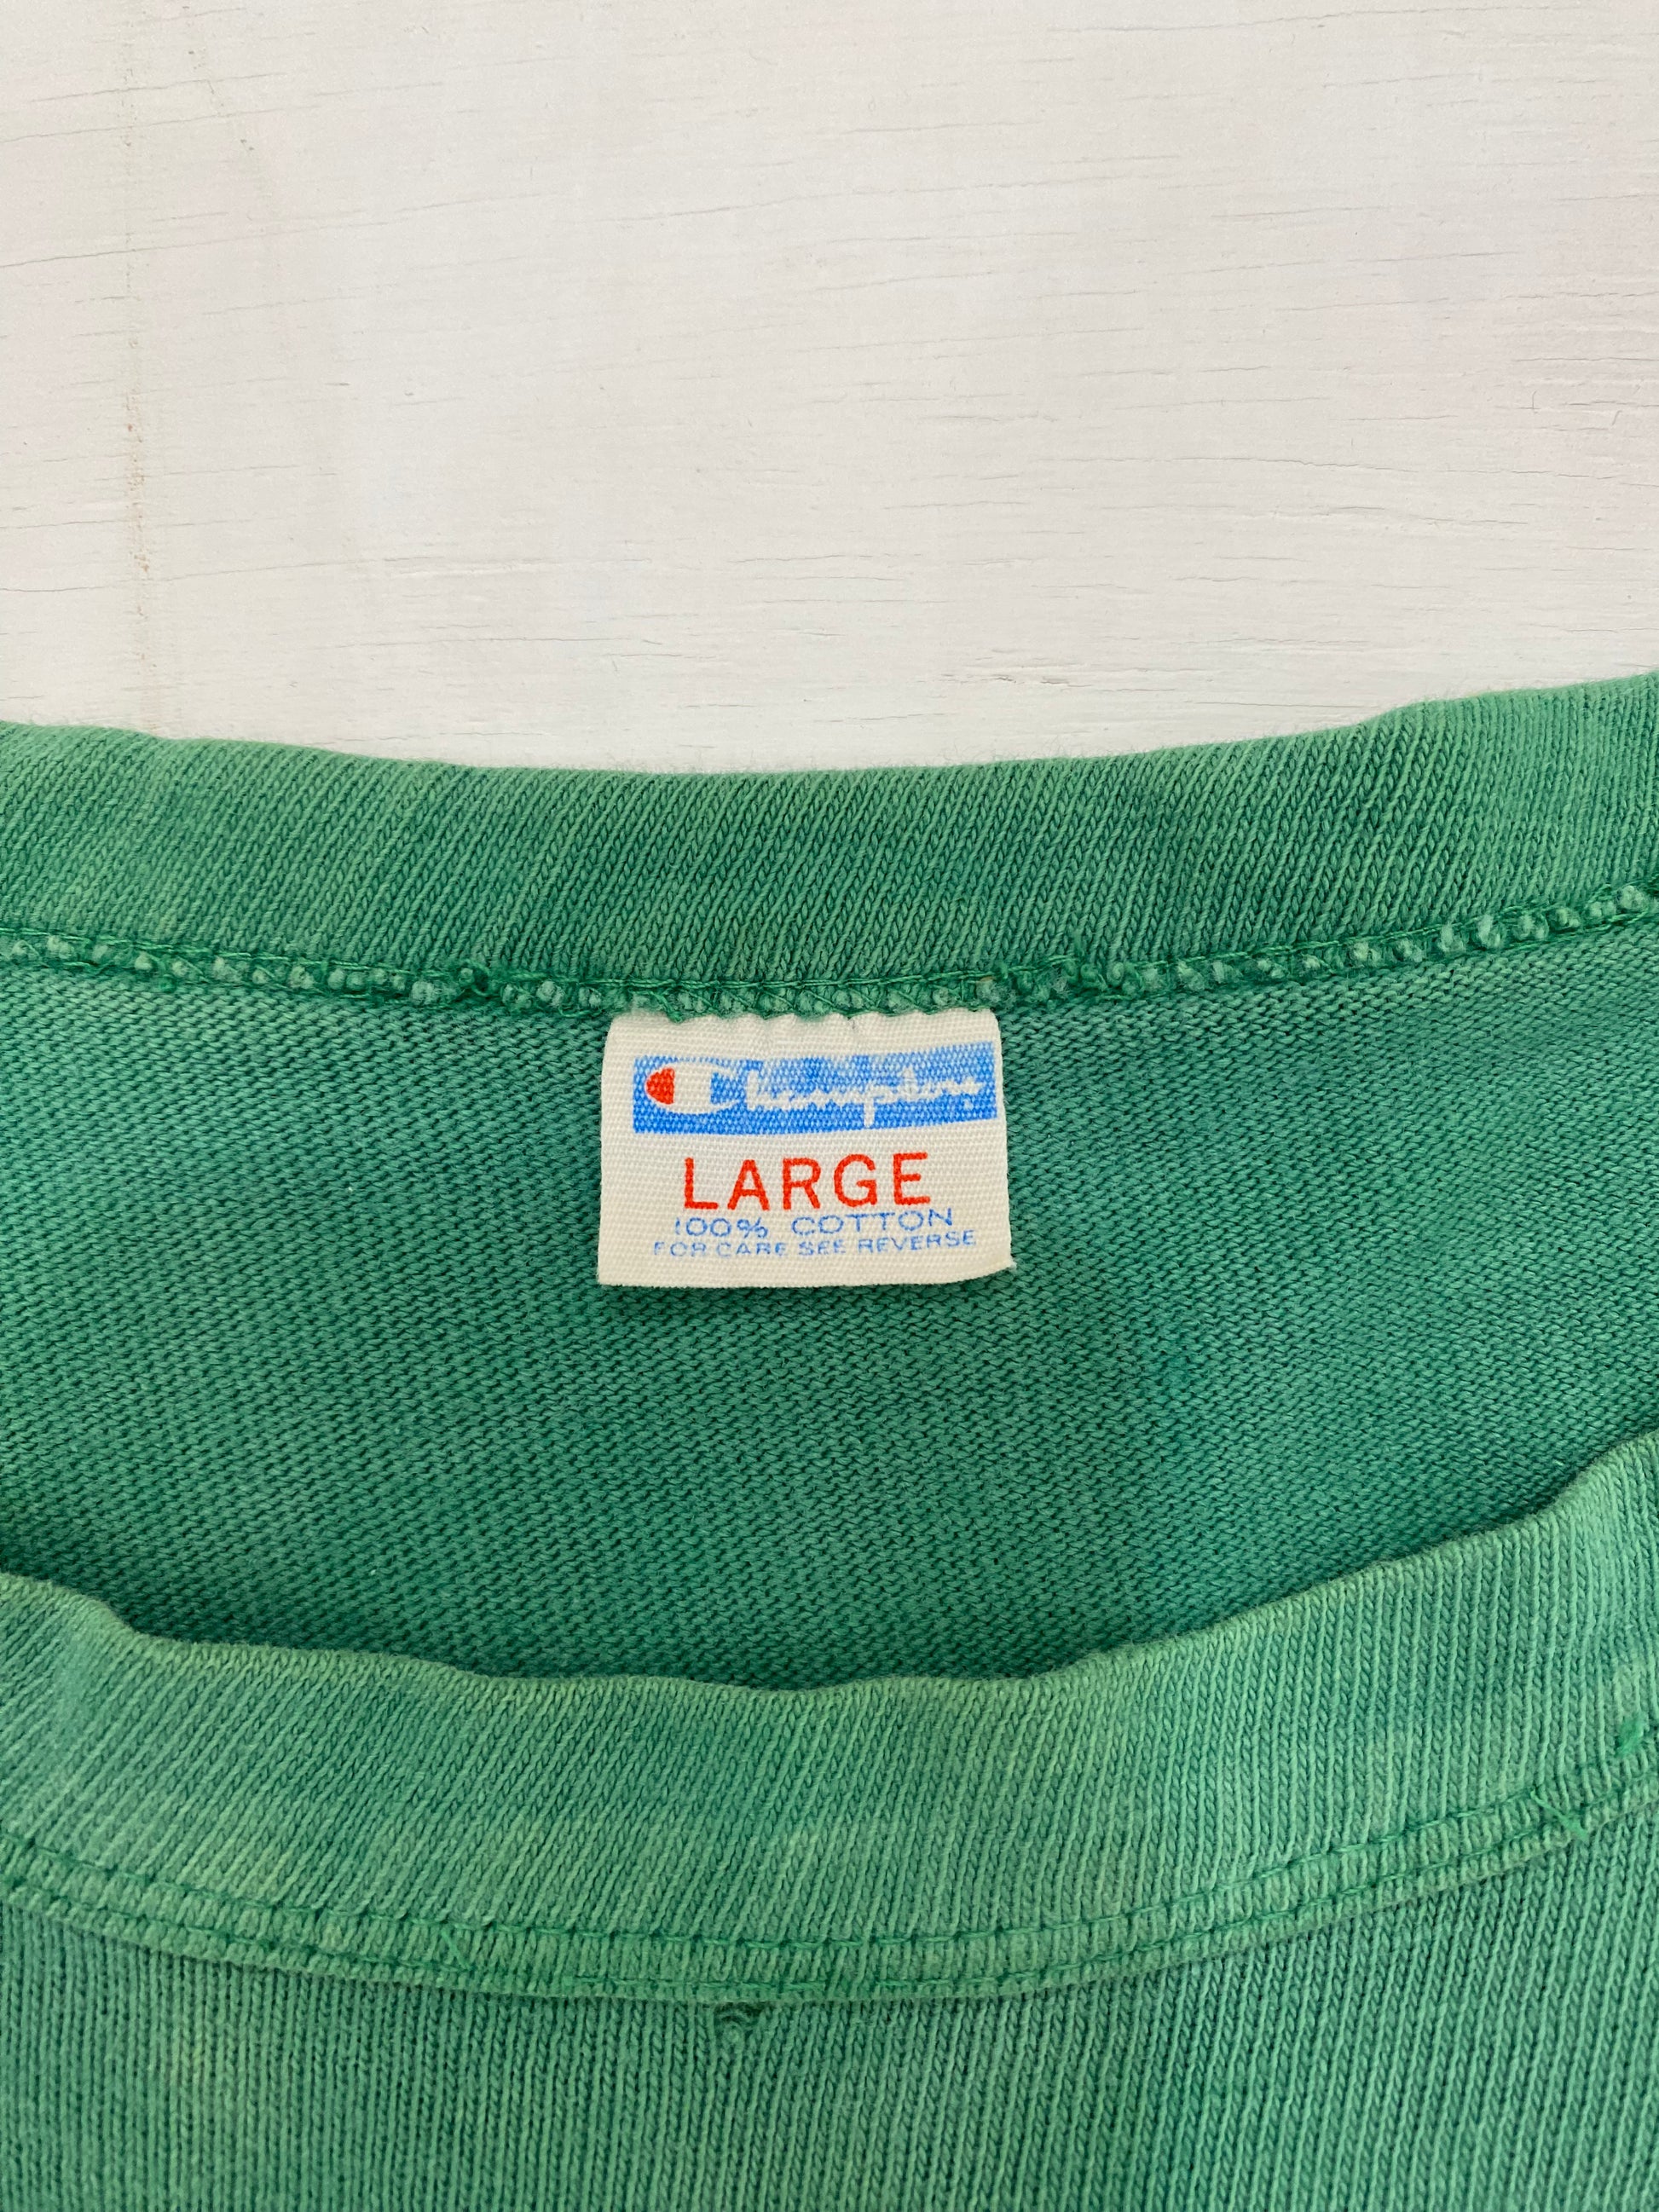 Champion
LARGE
100% COTTON
FOR CARE SEE REVERSE